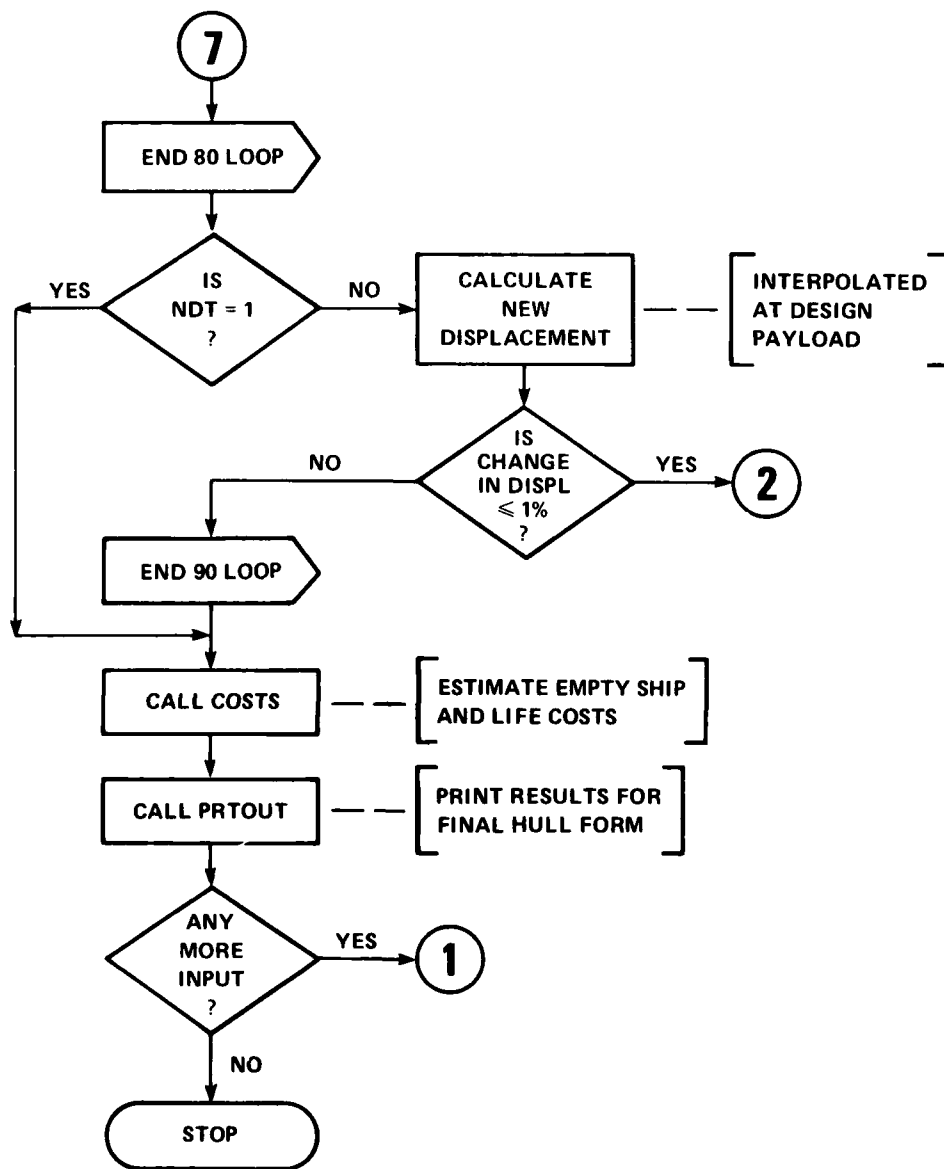 7
END 80 LOOP
IS
NDT = 1
?
YES
NO
CALCULATE
NEW
DISPLACEMENT
INTERPOLATED
AT DESIGN
PAYLOAD
IS
CHANGE
IN DISPL
≤ 1%
?
NO
YES
2
END 90 LOOP
CALL COSTS
ESTIMATE EMPTY SHIP
AND LIFE COSTS
CALL PRTOUT
PRINT RESULTS FOR
FINAL HULL FORM
ANY
MORE
INPUT
?
YES
1
NO
STOP